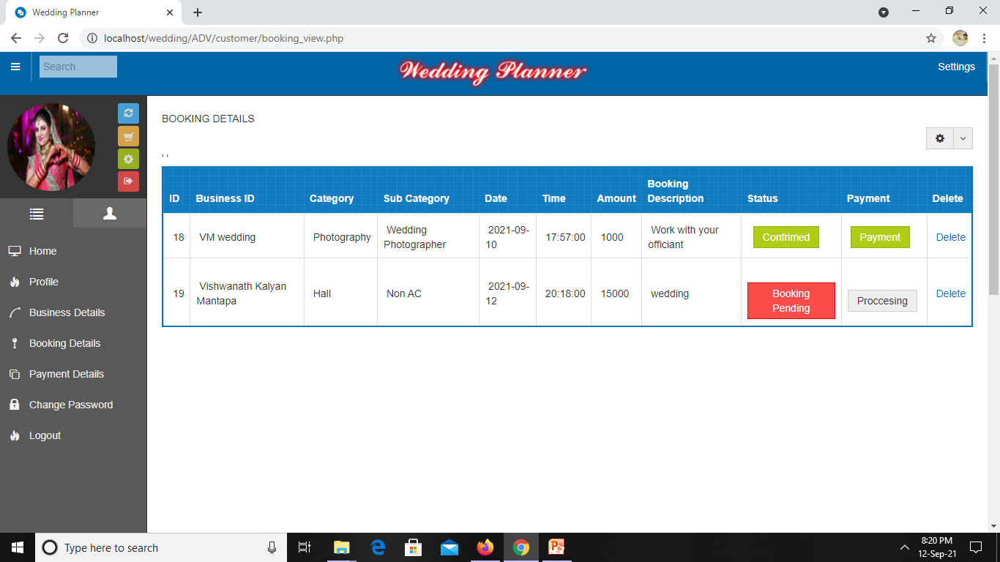 Wedding Planner
localhost/wedding/ADV/customer/booking_view.php
Search..
Wedding Planner
Settings
BOOKING DETAILS
' '
ID Business ID Category Sub Category Date Time Amount Booking Description Status Payment Delete
18 VM wedding Photography Wedding Photographer 2021-09-10 17:57:00 1000 Work with your officiant Confrimed Payment Delete
19 Vishwanath Kalyan Mantapa Hall Non AC 2021-09-12 20:18:00 15000 wedding Booking Pending Proccesing Delete
Home
Profile
Business Details
Booking Details
Payment Details
Change Password
Logout
Type here to search
8:20 PM
12-Sep-21